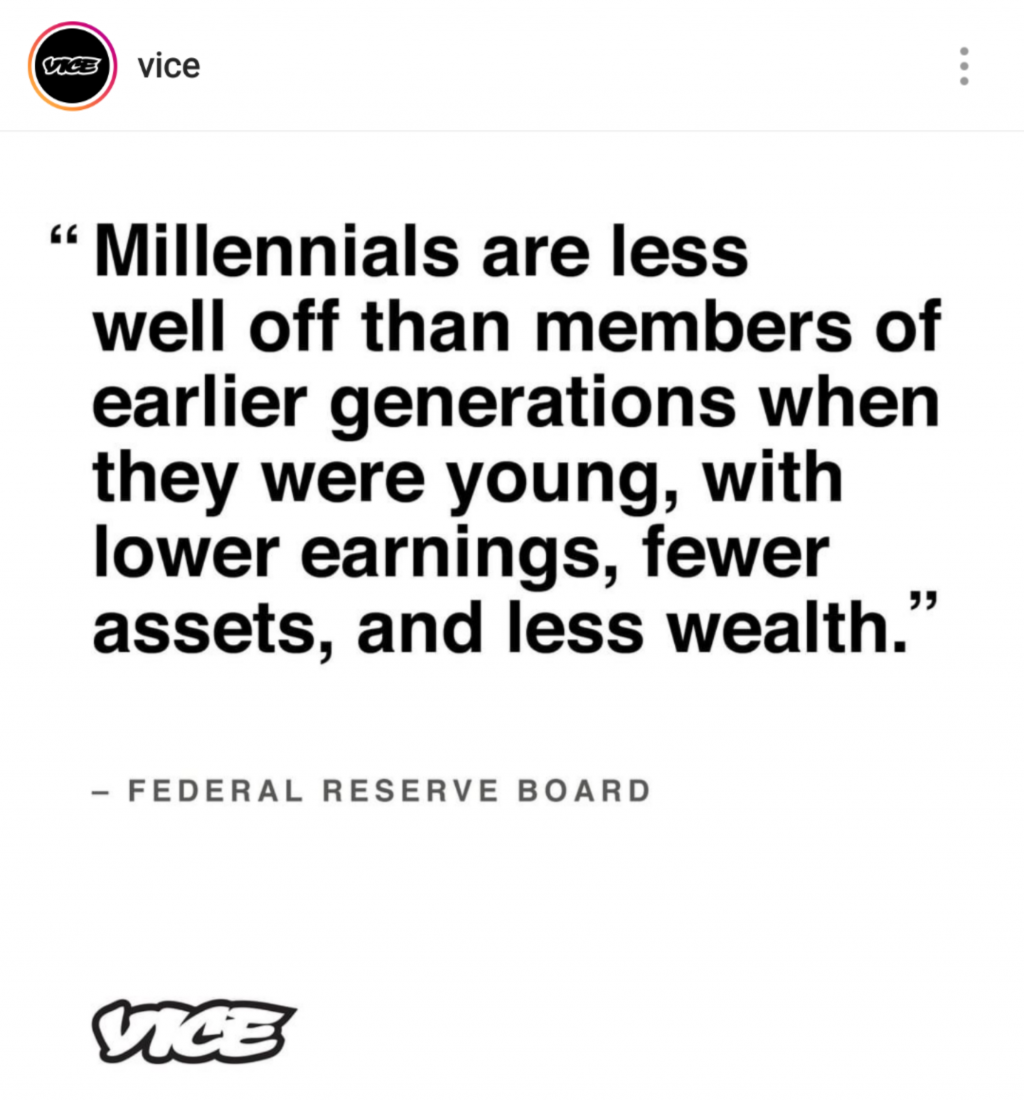 VICE
vice
“Millennials are less
well off than members of
earlier generations when
they were young, with
lower earnings, fewer
assets, and less wealth.”
– FEDERAL RESERVE BOARD
VICE